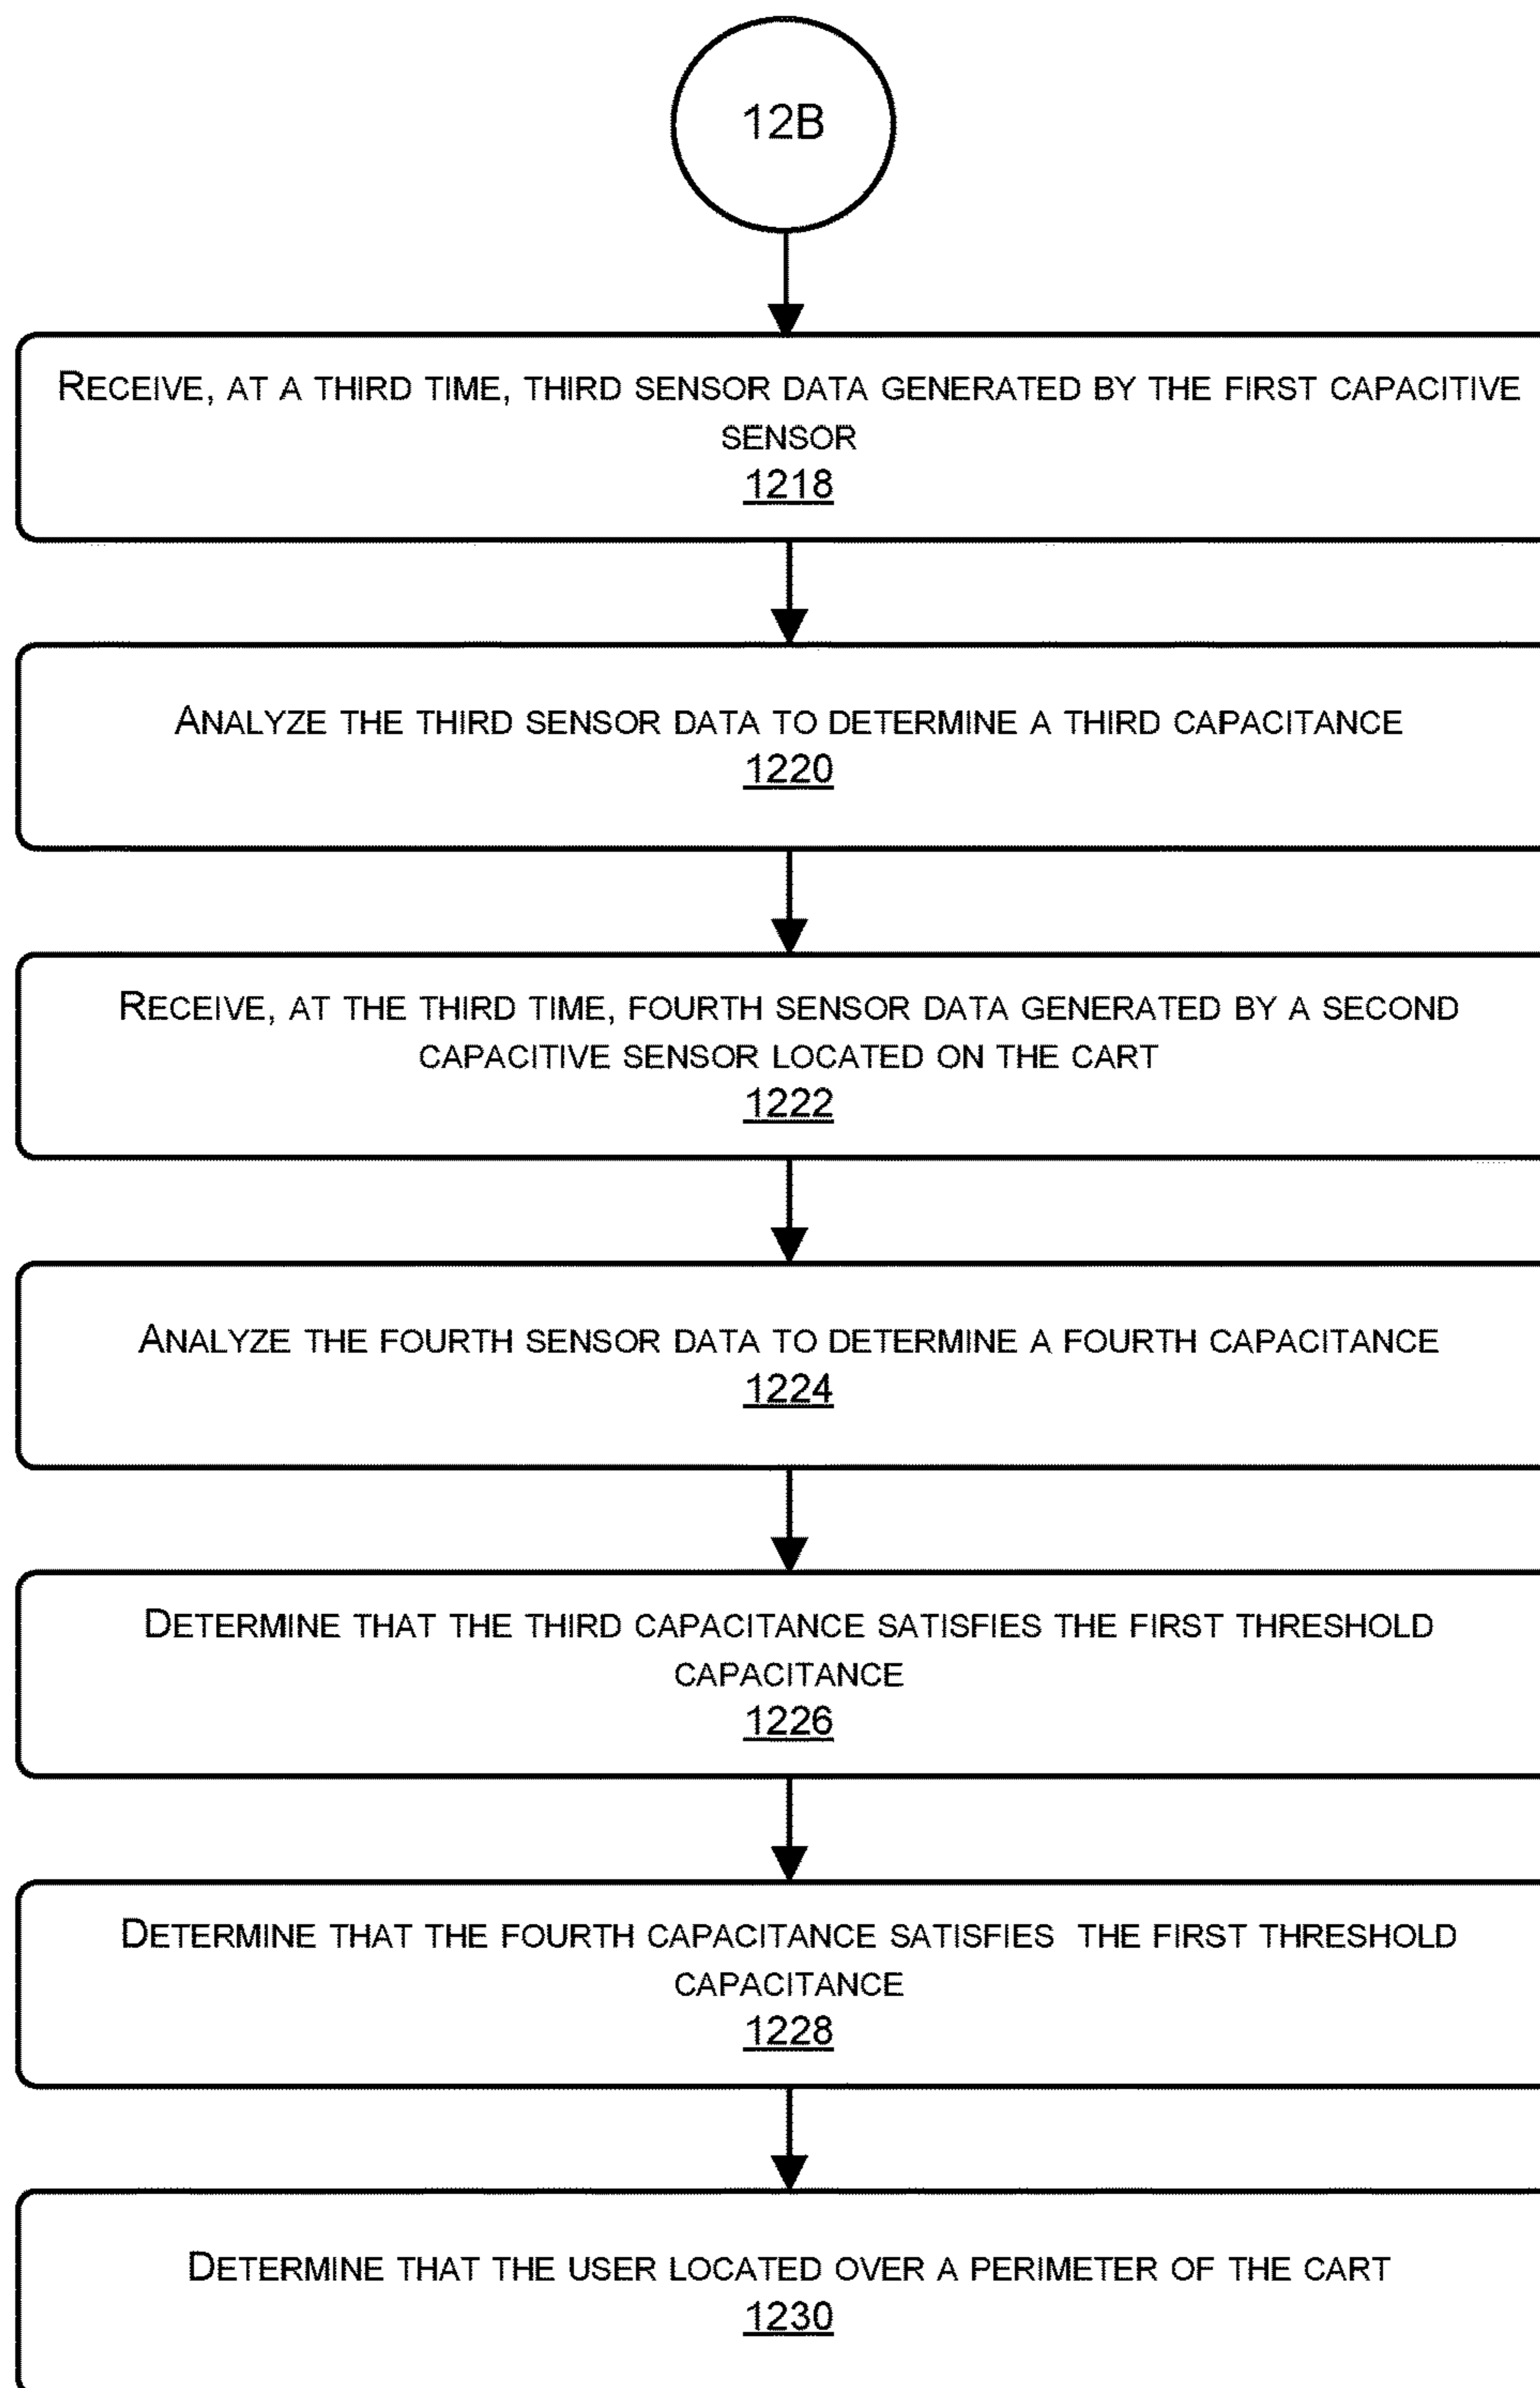 12B
RECEIVE, AT A THIRD TIME, THIRD SENSOR DATA GENERATED BY THE FIRST CAPACITIVE
SENSOR
1218
ANALYZE THE THIRD SENSOR DATA TO DETERMINE A THIRD CAPACITANCE
1220
RECEIVE, AT THE THIRD TIME, FOURTH SENSOR DATA GENERATED BY A SECOND
CAPACITIVE SENSOR LOCATED ON THE CART
1222
ANALYZE THE FOURTH SENSOR DATA TO DETERMINE A FOURTH CAPACITANCE
1224
DETERMINE THAT THE THIRD CAPACITANCE SATISFIES THE FIRST THRESHOLD
CAPACITANCE
1226
DETERMINE THAT THE FOURTH CAPACITANCE SATISFIES THE FIRST THRESHOLD
CAPACITANCE
1228
DETERMINE THAT THE USER LOCATED OVER A PERIMETER OF THE CART
1230